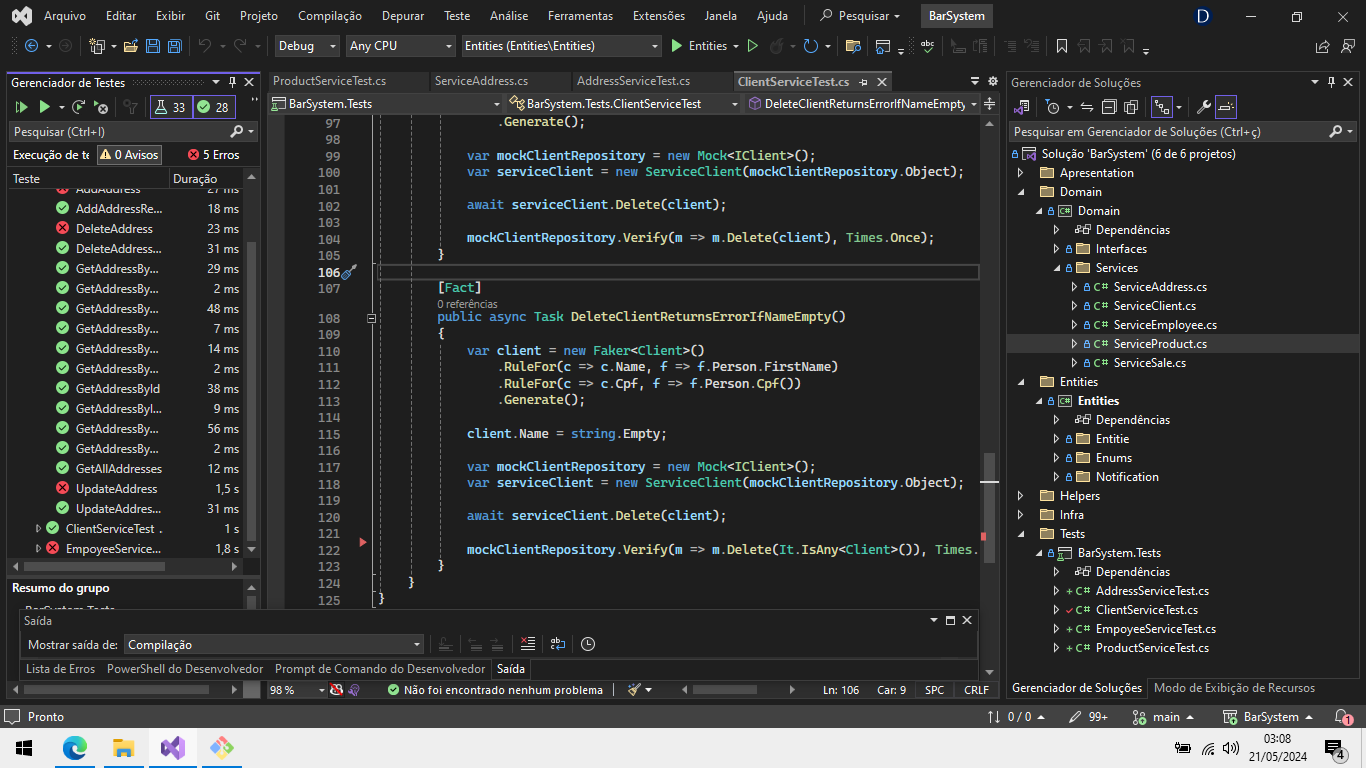 Arquivo Editar Exibir Git Projeto Compilação Depurar Teste Análise Ferramentas Extensões Janela Ajuda Pesquisar BarSystem D
Debug Any CPU Entities (Entities\Entities) Entities
Gerenciador de Testes
33 28
Pesquisar (Ctrl+I)
0 Avisos 5 Erros
Teste Duração
AddAddress 27 ms
AddAddressRe... 18 ms
DeleteAddress 23 ms
DeleteAddress... 31 ms
GetAddressBy... 29 ms
GetAddressBy... 2 ms
GetAddressBy... 48 ms
GetAddressBy... 7 ms
GetAddressBy... 14 ms
GetAddressBy... 2 ms
GetAddressById 38 ms
GetAddressByI... 9 ms
GetAddressBy... 56 ms
GetAddressBy... 2 ms
GetAllAddresses 12 ms
UpdateAddress 1,5 s
UpdateAddres... 31 ms
ClientServiceTest . 1 s
EmpoyeeService... 1,8 s
Resumo do grupo
BarSystem.Tests
ProductServiceTest.cs ServiceAddress.cs AddressServiceTest.cs ClientServiceTest.cs
BarSystem.Tests BarSystem.Tests.ClientServiceTest DeleteClientReturnsErrorIfNameEmpty
97 .Generate();
98
99 var mockClientRepository = new Mock<IClient>();
100 var serviceClient = new ServiceClient(mockClientRepository.Object);
101
102 await serviceClient.Delete(client);
103
104 mockClientRepository.Verify(m => m.Delete(client), Times.Once);
105 }
106
107 [Fact]
0 referências
108 public async Task DeleteClientReturnsErrorIfNameEmpty()
109 {
110 var client = new Faker<Client>()
111 .RuleFor(c => c.Name, f => f.Person.FirstName)
112 .RuleFor(c => c.Cpf, f => f.Person.Cpf())
113 .Generate();
114
115 client.Name = string.Empty;
116
117 var mockClientRepository = new Mock<IClient>();
118 var serviceClient = new ServiceClient(mockClientRepository.Object);
119
120 await serviceClient.Delete(client);
121
122 mockClientRepository.Verify(m => m.Delete(It.IsAny<Client>()), Times.
123 }
124 }
125 }
Saída
Mostrar saída de: Compilação
Lista de Erros PowerShell do Desenvolvedor Prompt de Comando do Desenvolvedor Saída
98 % Não foi encontrado nenhum problema Ln: 106 Car: 9 SPC CRLF
Gerenciador de Soluções
Pesquisar em Gerenciador de Soluções (Ctrl+ç)
Solução 'BarSystem' (6 de 6 projetos)
Apresentation
Domain
C# Domain
Dependências
Interfaces
Services
C# ServiceAddress.cs
C# ServiceClient.cs
C# ServiceEmployee.cs
C# ServiceProduct.cs
C# ServiceSale.cs
Entities
C# Entities
Dependências
Entitie
Enums
Notification
Helpers
Infra
Tests
BarSystem.Tests
Dependências
+ C# AddressServiceTest.cs
C# ClientServiceTest.cs
+ C# EmpoyeeServiceTest.cs
+ C# ProductServiceTest.cs
Gerenciador de Soluções Modo de Exibição de Recursos
Pronto 0 / 0 99+ main BarSystem 1
03:08
21/05/2024
4